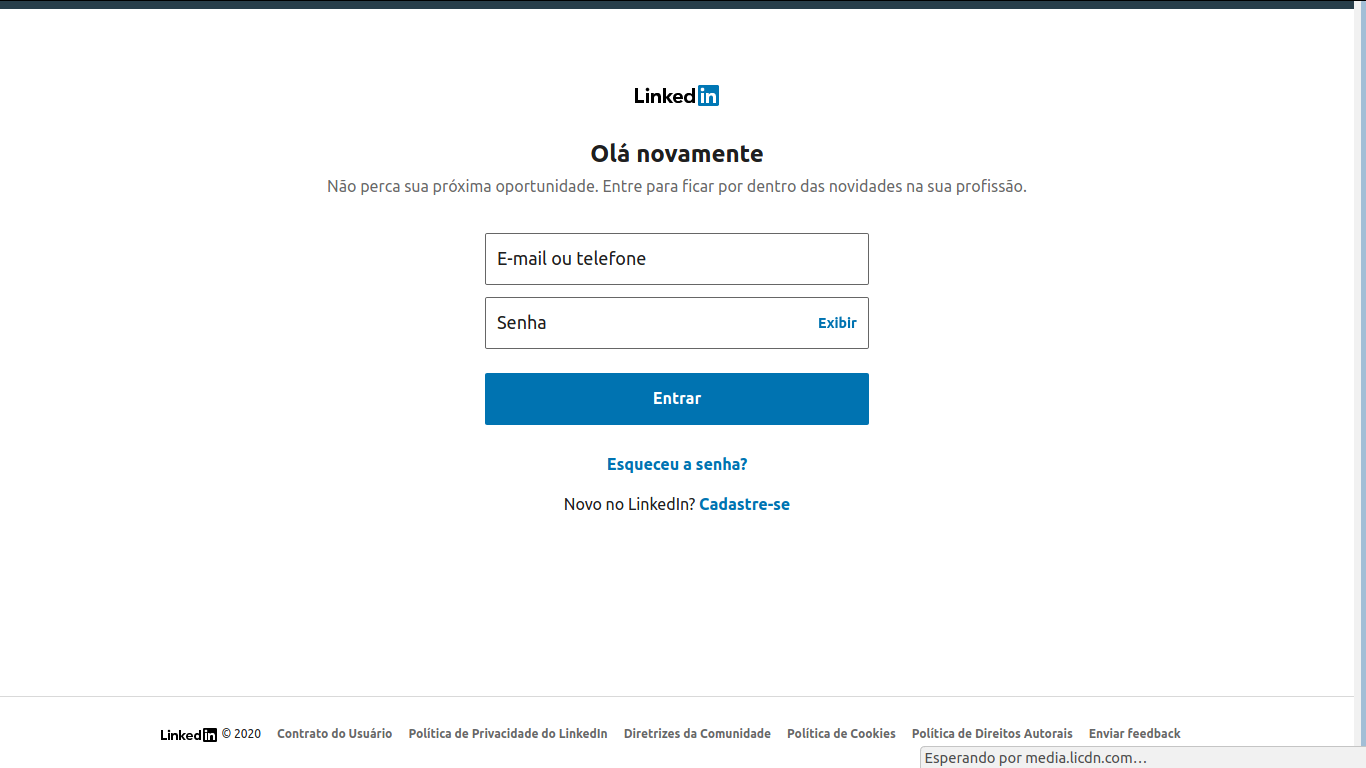 Linkedin
Olá novamente
Não perca sua próxima oportunidade. Entre para ficar por dentro das novidades na sua profissão.
E-mail ou telefone
Senha Exibir
Entrar
Esqueceu a senha?
Novo no LinkedIn? Cadastre-se
Linkedin © 2020 Contrato do Usuário Política de Privacidade do LinkedIn Diretrizes da Comunidade Política de Cookies Política de Direitos Autorais Enviar feedback
Esperando por media.licdn.com…